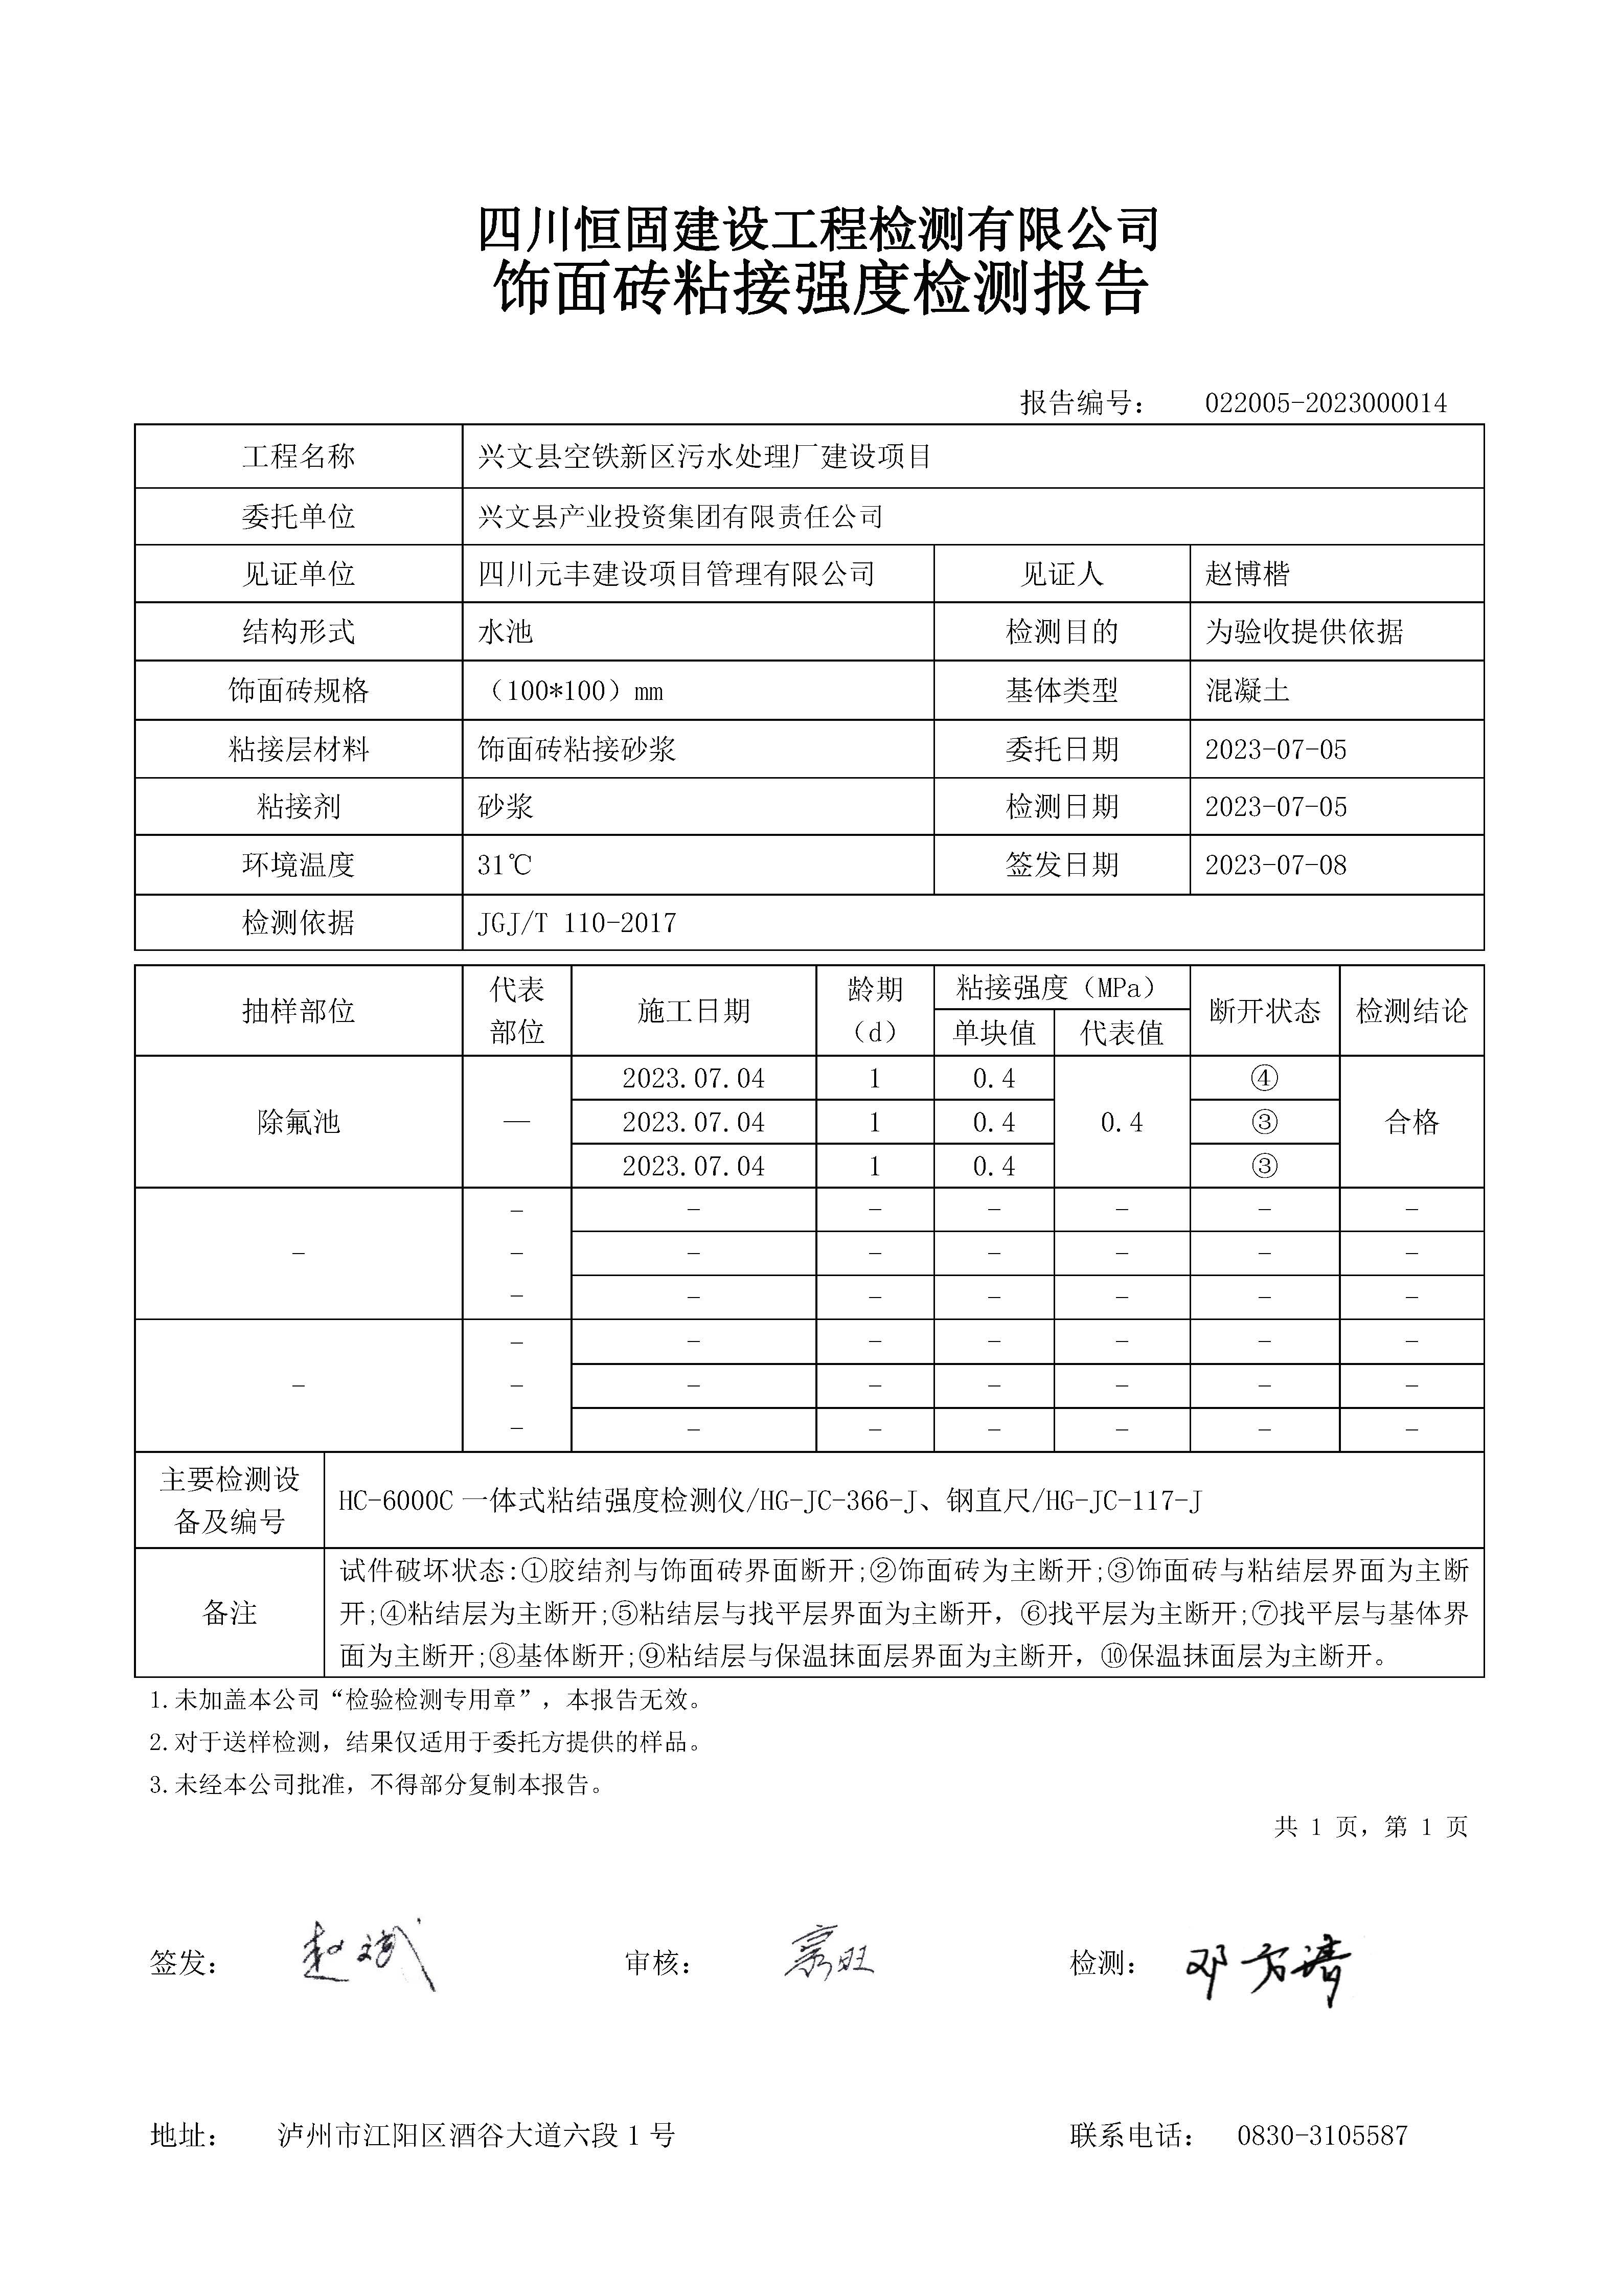 四川恒固建设工程检测有限公司
饰面砖粘接强度检测报告
报告编号： 022005-2023000014
工程名称 兴文县空铁新区污水处理厂建设项目
委托单位 兴文县产业投资集团有限责任公司
见证单位 四川元丰建设项目管理有限公司 见证人 赵博楷
结构形式 水池 检测目的 为验收提供依据
饰面砖规格 （100*100）mm 基体类型 混凝土
粘接层材料 饰面砖粘接砂浆 委托日期 2023-07-05
粘接剂 砂浆 检测日期 2023-07-05
环境温度 31℃ 签发日期 2023-07-08
检测依据 JGJ/T 110-2017
抽样部位 代表部位 施工日期 龄期（d） 粘接强度（MPa） 断开状态 检测结论
单块值 代表值
2023.07.04 1 0.4 ④
除氟池 — 2023.07.04 1 0.4 0.4 ③ 合格
2023.07.04 1 0.4 ③
- - - - - - -
- - - - - - - -
- - - - - - -
- - - - - - -
- - - - - - - -
- - - - - - -
主要检测设
备及编号
HC-6000C 一体式粘结强度检测仪/HG-JC-366-J、钢直尺/HG-JC-117-J
备注
试件破坏状态:①胶结剂与饰面砖界面断开;②饰面砖为主断开;③饰面砖与粘结层界面为主断
开;④粘结层为主断开;⑤粘结层与找平层界面为主断开，⑥找平层为主断开;⑦找平层与基体界
面为主断开;⑧基体断开;⑨粘结层与保温抹面层界面为主断开，⑩保温抹面层为主断开。
1.未加盖本公司“检验检测专用章”，本报告无效。
2.对于送样检测，结果仅适用于委托方提供的样品。
3.未经本公司批准，不得部分复制本报告。
共 1 页，第 1 页
签发： 审核： 检测： 邓方清
地址： 泸州市江阳区酒谷大道六段 1 号 联系电话： 0830-3105587